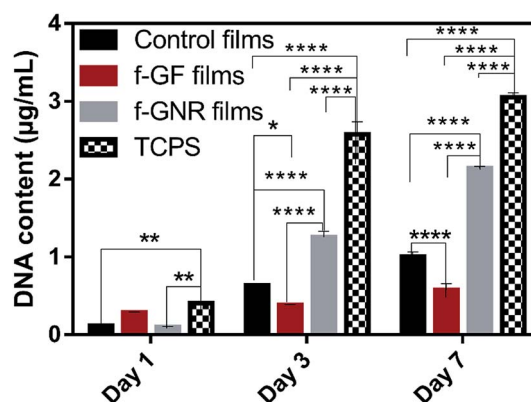 4
3
2
1
0
DNA content (µg/mL)
Control films
f-GF films
f-GNR films
TCPS
**
**
****
****
****
*
****
****
****
****
****
****
****
****
Day 1
Day 3
Day 7